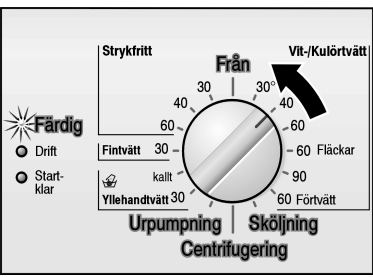 Strykfritt
Från
Vit-/Kulörtvätt
30
30°
40
40
Färdig
60
60
Drift
Fintvätt
30
60 Fläckar
Start-
klar
kallt
90
Yllehandtvätt 30
60 Förtvätt
Urpumpning
Sköljning
Centrifugering